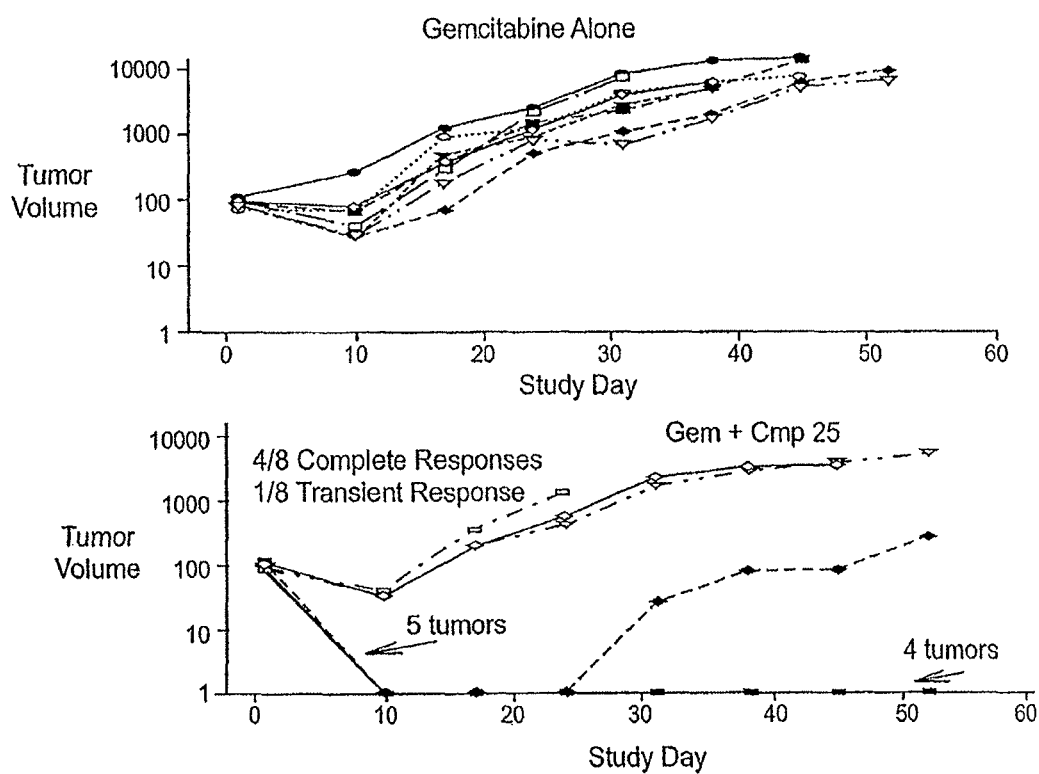 Gemcitabine Alone
10000
1000
Tumor
Volume
100
10
1
0 10 20 30 40 50 60
Study Day
Gem + Cmp 25
10000
4/8 Complete Responses
1000
1/8 Transient Response
Tumor
Volume
100
10
5 tumors
4 tumors
1
0 10 20 30 40 50 60
Study Day